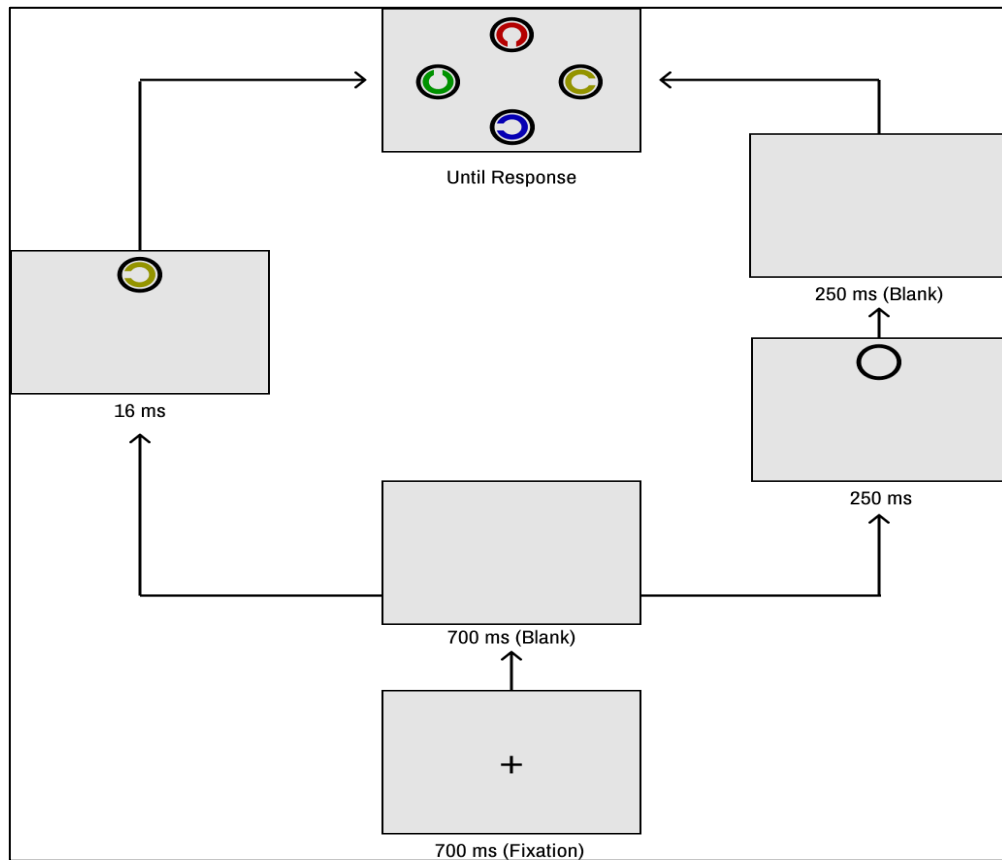 Until Response
250 ms (Blank)
16 ms
250 ms
700 ms (Blank)
700 ms (Fixation)